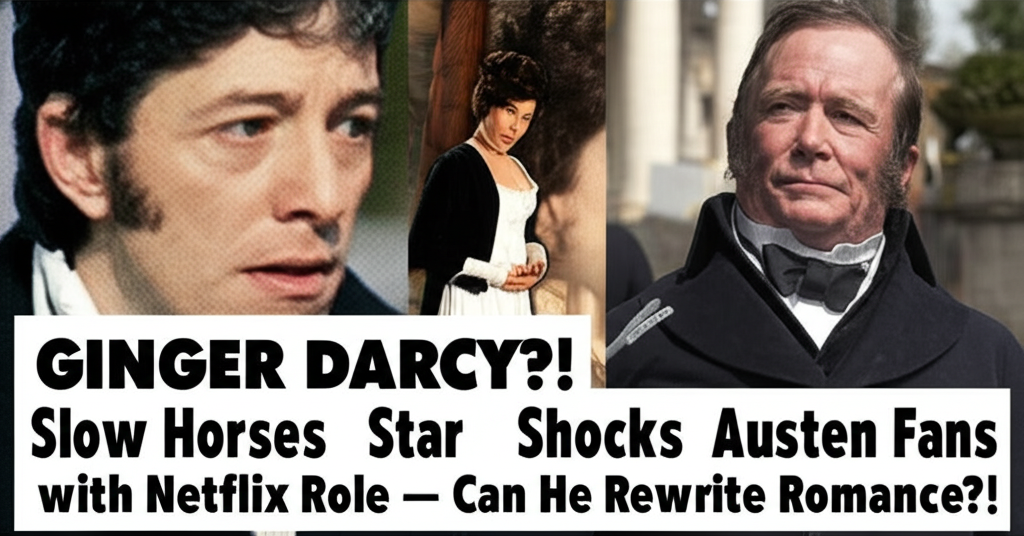 GINGER DARCY?!
Slow Horses Star Shocks Austen Fans
with Netflix Role — Can He Rewrite Romance?!